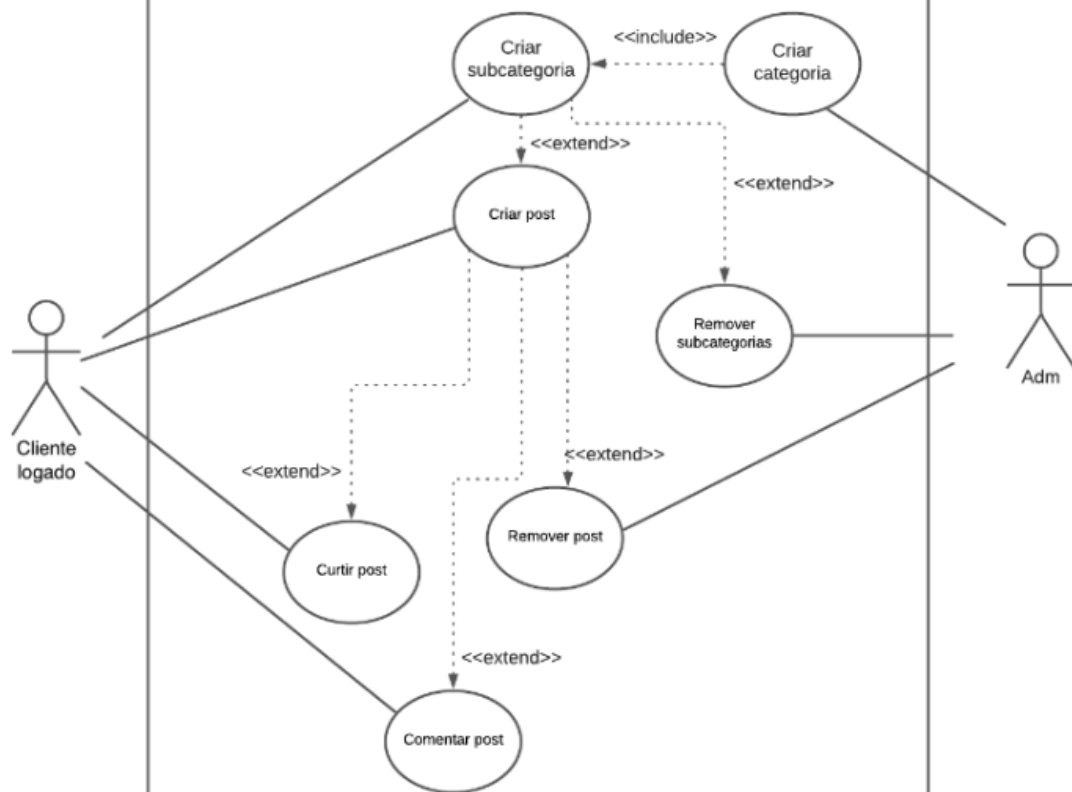 Criar
subcategoria
<<include>>
Criar
categoria
<<extend>>
<<extend>>
Criar post
Remover
subcategorias
Adm
Cliente
logado
<<extend>>
<<extend>>
Curtir post
Remover post
<<extend>>
Comentar post